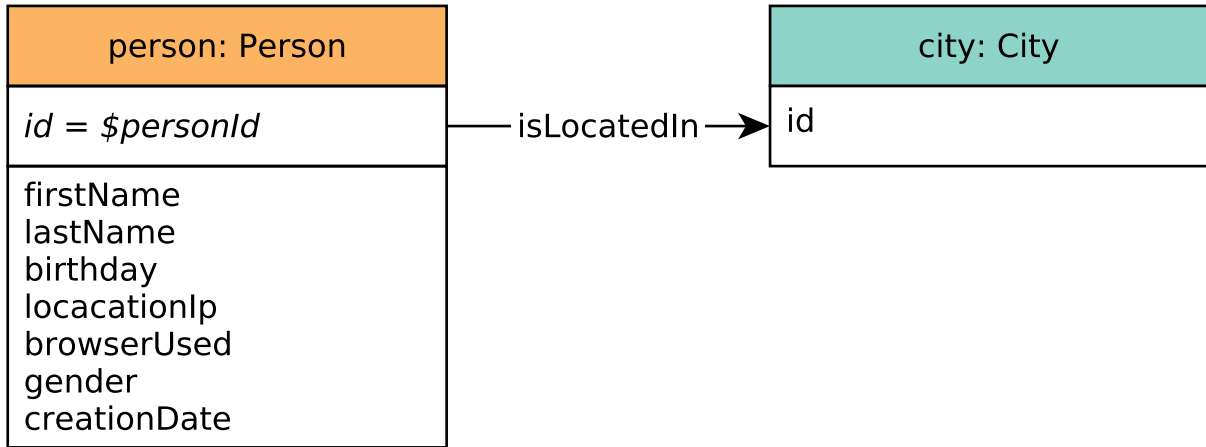 person: Person
id = $personId
firstName
lastName
birthday
locacationIp
browserUsed
gender
creationDate
isLocatedIn
city: City
id